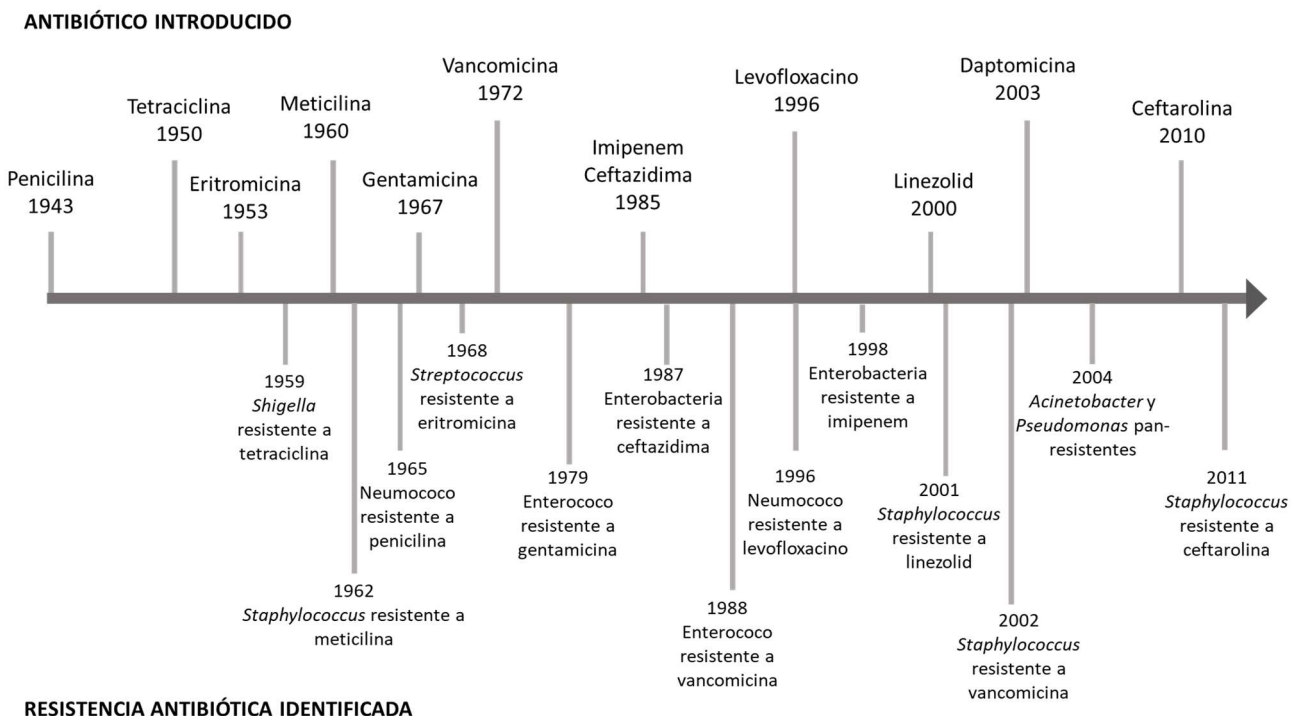 ANTIBIÓTICO INTRODUCIDO
Penicilina
1943
Tetraciclina
1950
Eritromicina
1953
Meticilina
1960
Gentamicina
1967
Vancomicina
1972
Imipenem
Ceftazidima
1985
Levofloxacino
1996
Linezolid
2000
Daptomicina
2003
Ceftarolina
2010
1959
Shigella
resistente a
tetraciclina
1962
Staphylococcus resistente a
meticilina
1965
Neumococo
resistente a
penicilina
1968
Streptococcus
resistente a
eritromicina
1979
Enterococo
resistente a
gentamicina
1987
Enterobacteria
resistente a
ceftazidima
1988
Enterococo
resistente a
vancomicina
1996
Neumococo
resistente a
levofloxacino
1998
Enterobacteria
resistente a
imipenem
2001
Staphylococcus
resistente a
linezolid
2002
Staphylococcus
resistente a
vancomicina
2004
Acinetobacter y
Pseudomonas pan-
resistentes
2011
Staphylococcus
resistente a
ceftarolina
RESISTENCIA ANTIBIÓTICA IDENTIFICADA